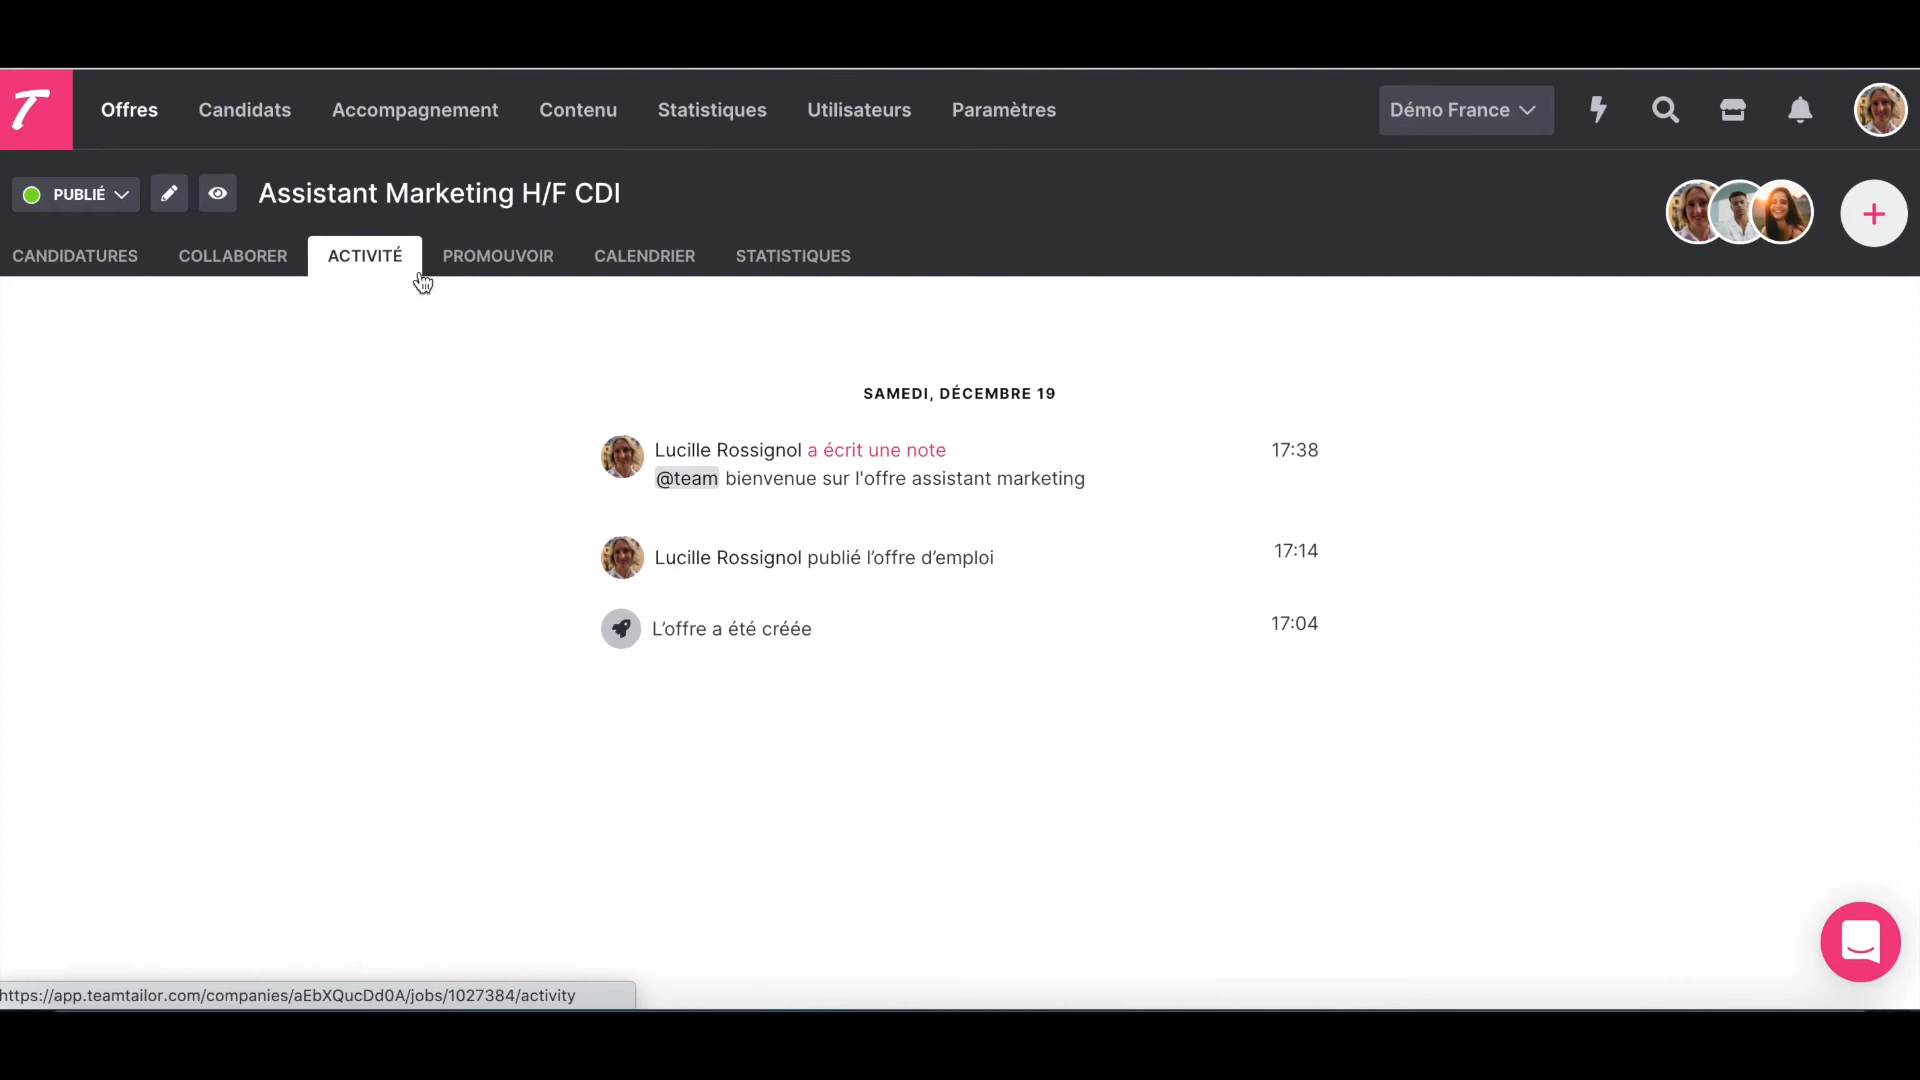 Offres Candidats Accompagnement Contenu Statistiques Utilisateurs Paramètres Démo France
PUBLIÉ Assistant Marketing H/F CDI
CANDIDATURES COLLABORER ACTIVITÉ PROMOUVOIR CALENDRIER STATISTIQUES
SAMEDI, DÉCEMBRE 19
Lucille Rossignol a écrit une note 17:38
@team bienvenue sur l'offre assistant marketing
Lucille Rossignol publié l’offre d’emploi 17:14
L’offre a été créée 17:04
https://app.teamtailor.com/companies/aEbXQucDd0A/jobs/1027384/activity